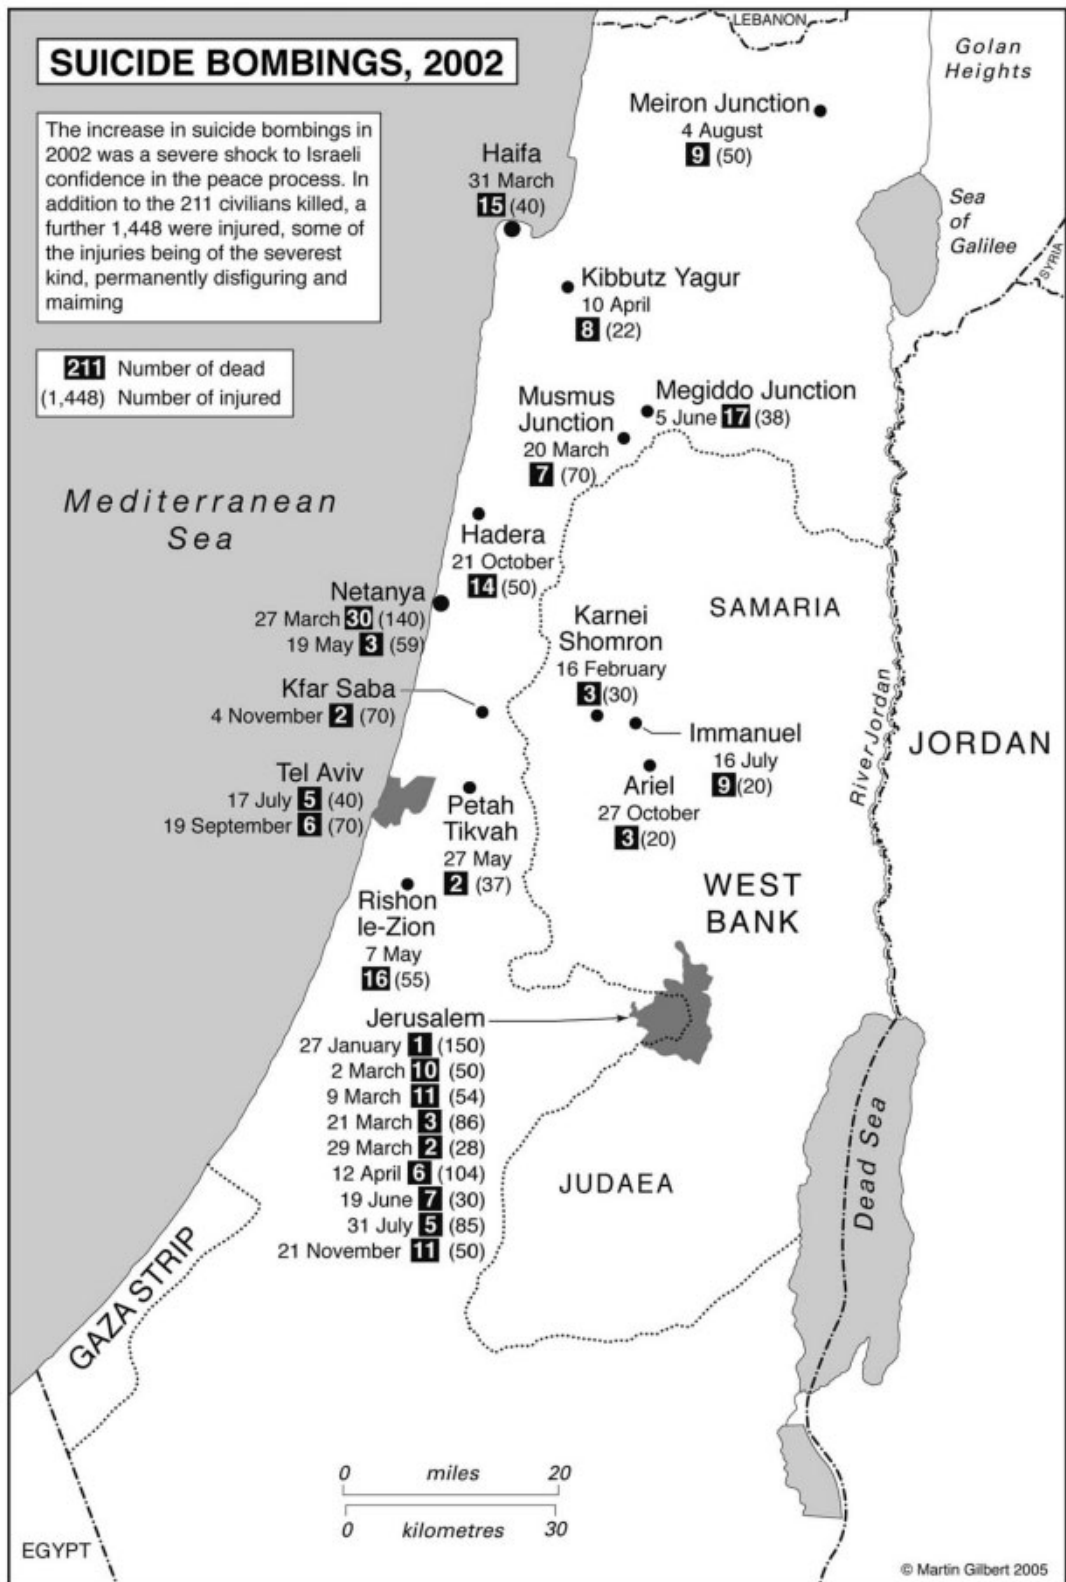 SUICIDE BOMBINGS, 2002
The increase in suicide bombings in
2002 was a severe shock to Israeli
confidence in the peace process. In
addition to the 211 civilians killed, a
further 1,448 were injured, some of
the injuries being of the severest
kind, permanently disfiguring and
maiming
211 Number of dead
(1,448) Number of injured
LEBANON
Golan
Heights
Meiron Junction
4 August
9 (50)
Haifa
31 March
15 (40)
Sea
of
Galilee
SYRIA
Kibbutz Yagur
10 April
8 (22)
Megiddo Junction
5 June 17 (38)
Musmus
Junction
20 March
7 (70)
Mediterranean
Sea
Hadera
21 October
14 (50)
Netanya
27 March 30 (140)
19 May 3 (59)
SAMARIA
Karnei
Shomron
16 February
3 (30)
Kfar Saba
4 November 2 (70)
Immanuel
16 July
9 (20)
River Jordan
JORDAN
Tel Aviv
17 July 5 (40)
19 September 6 (70)
Petah
Tikvah
27 May
2 (37)
Ariel
27 October
3 (20)
WEST
BANK
Rishon
le-Zion
7 May
16 (55)
Jerusalem
27 January 1 (150)
2 March 10 (50)
9 March 11 (54)
21 March 3 (86)
29 March 2 (28)
12 April 6 (104)
19 June 7 (30)
31 July 5 (85)
21 November 11 (50)
JUDAEA
Dead Sea
GAZA STRIP
0 miles 20
0 kilometres 30
EGYPT
© Martin Gilbert 2005